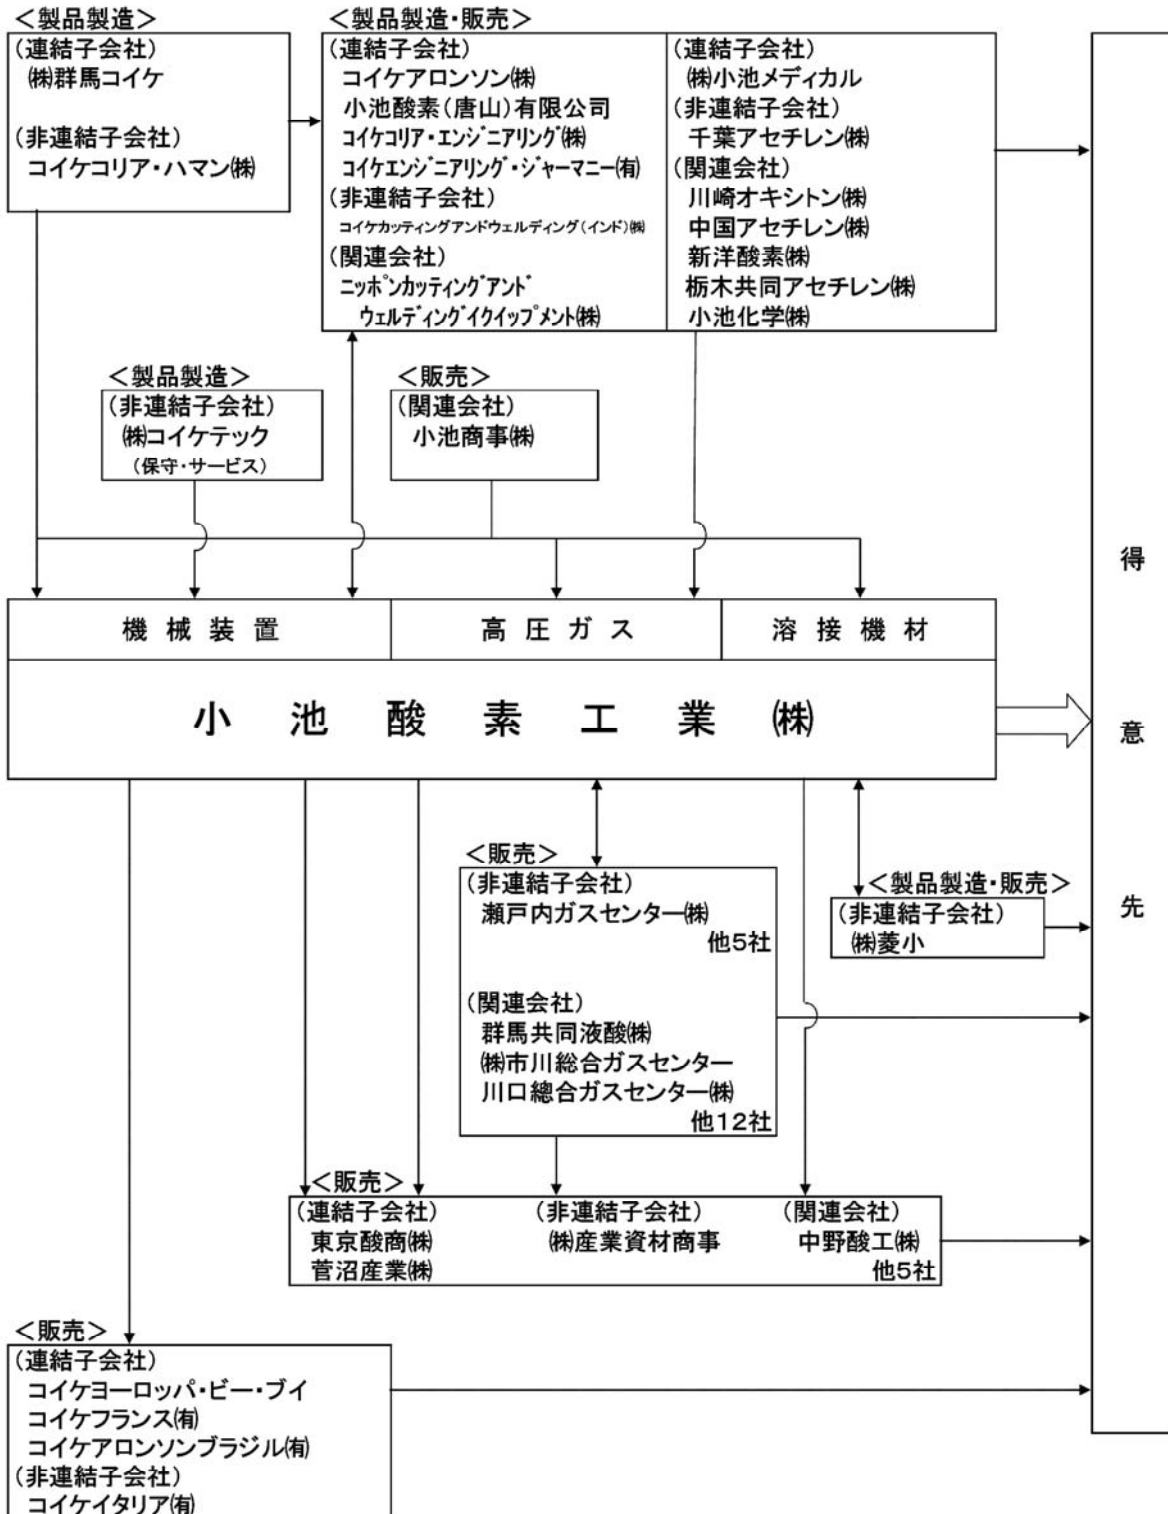 ＜製品製造＞
(連結子会社)
㈱群馬コイケ
(非連結子会社)
コイケコリア・ハマン㈱
＜製品製造・販売＞
(連結子会社)
コイケアロンソン㈱
小池酸素(唐山)有限公司
コイケコリア・エンジニアリング㈱
コイケエンジニアリング・ジャーマニー㈲
(非連結子会社)
コイケカッティングアンドウェルディング(インド)㈱
(関連会社)
ニッポンカッティングアンド
ウェルディングイクイップメント㈱
(連結子会社)
㈱小池メディカル
(非連結子会社)
千葉アセチレン㈱
(関連会社)
川崎オキシトン㈱
中国アセチレン㈱
新洋酸素㈱
栃木共同アセチレン㈱
小池化学㈱
＜製品製造＞
(非連結子会社)
㈱コイケテック
(保守・サービス)
＜販売＞
(関連会社)
小池商事㈱
機械装置
高圧ガス
溶接機材
小池酸素工業㈱
得意先
＜販売＞
(非連結子会社)
瀬戸内ガスセンター㈱
他5社
(関連会社)
群馬共同液酸㈱
㈱市川総合ガスセンター
川口總合ガスセンター㈱
他12社
＜製品製造・販売＞
(非連結子会社)
㈱菱小
＜販売＞
(連結子会社)
東京酸商㈱
菅沼産業㈱
(非連結子会社)
㈱産業資材商事
(関連会社)
中野酸工㈱
他5社
＜販売＞
(連結子会社)
コイケヨーロッパ・ビー・ブイ
コイケフランス㈲
コイケアロンソンブラジル㈲
(非連結子会社)
コイケイタリア㈲